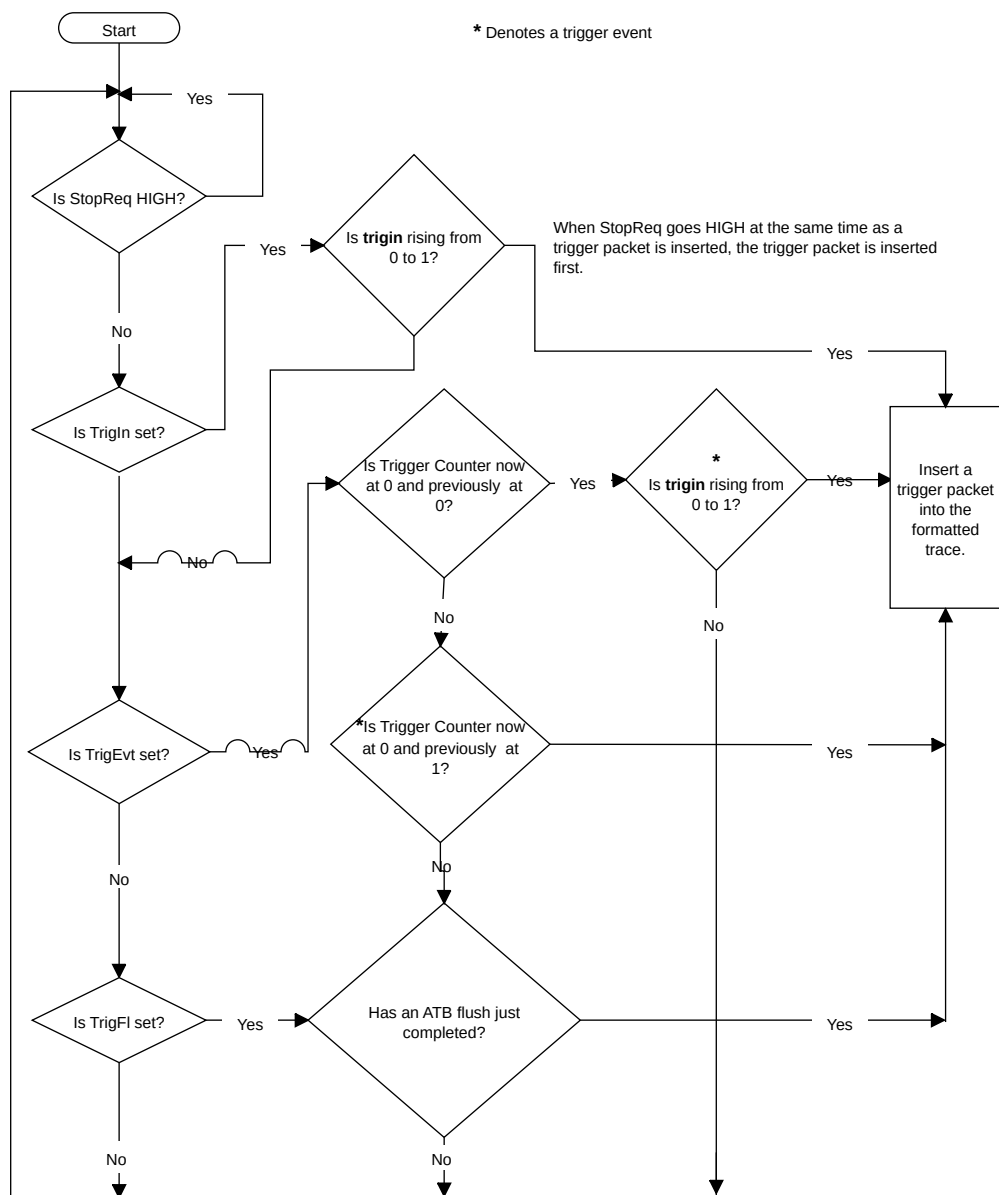 Start
* Denotes a trigger event
Yes
Is StopReq HIGH?
Is trigin rising from
0 to 1?
When StopReq goes HIGH at the same time as a
trigger packet is inserted, the trigger packet is inserted
first.
Yes
No
Yes
Is TrigIn set?
Is Trigger Counter now
at 0 and previously at
0?
Yes
*
Is trigin rising from
0 to 1?
Yes
Insert a
trigger packet
into the
formatted
trace.
No
No
No
Is TrigEvt set?
Yes
*Is Trigger Counter now
at 0 and previously at
1?
Yes
No
No
Is TrigFl set?
Yes
Has an ATB flush just
completed?
Yes
No
No